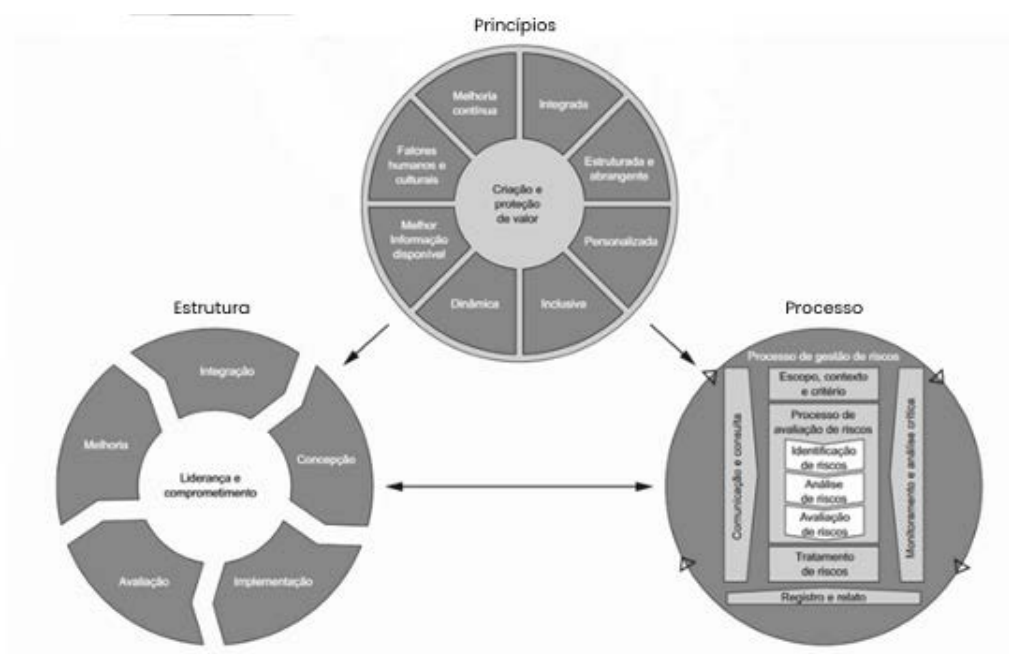 Princípios
Melhoria
contínua
Integrada
Fatores
humanos e
culturais
Estruturada e
abrangente
Criação e
proteção
de valor
Melhor
Informação
disponível
Personalizada
Dinâmica
Inclusiva
Estrutura
Integração
Melhoria
Concepção
Liderança e
comprometimento
Avaliação
Implementação
Processo
Processo de gestão de riscos
Escopo, contexto
e critério
Processo de
avaliação de riscos
Identificação
de riscos
Análise
de riscos
Avaliação
de riscos
Tratamento
de riscos
Comunicação e consulta
Monitoramento e análise crítica
Registro e relato